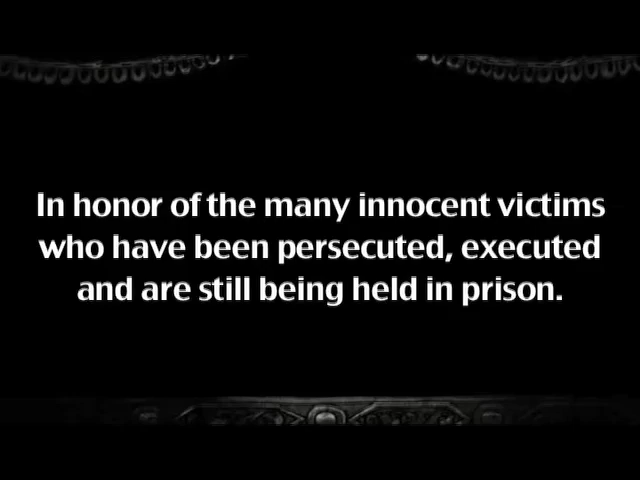 In honor of the many innocent victims
who have been persecuted, executed
and are still being held in prison.